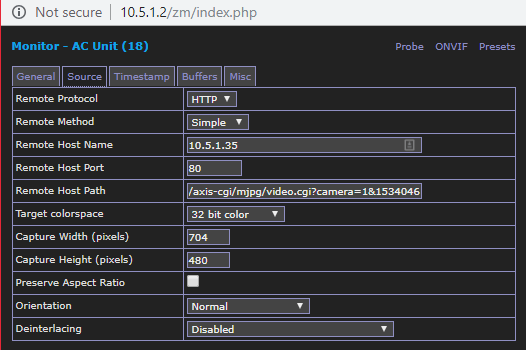 Not secure | 10.5.1.2/zm/index.php
Monitor - AC Unit (18) Probe ONVIF Presets
General Source Timestamp Buffers Misc
Remote Protocol HTTP
Remote Method Simple
Remote Host Name 10.5.1.35
Remote Host Port 80
Remote Host Path /axis-cgi/mjpg/video.cgi?camera=1&1534046
Target colorspace 32 bit color
Capture Width (pixels) 704
Capture Height (pixels) 480
Preserve Aspect Ratio
Orientation Normal
Deinterlacing Disabled